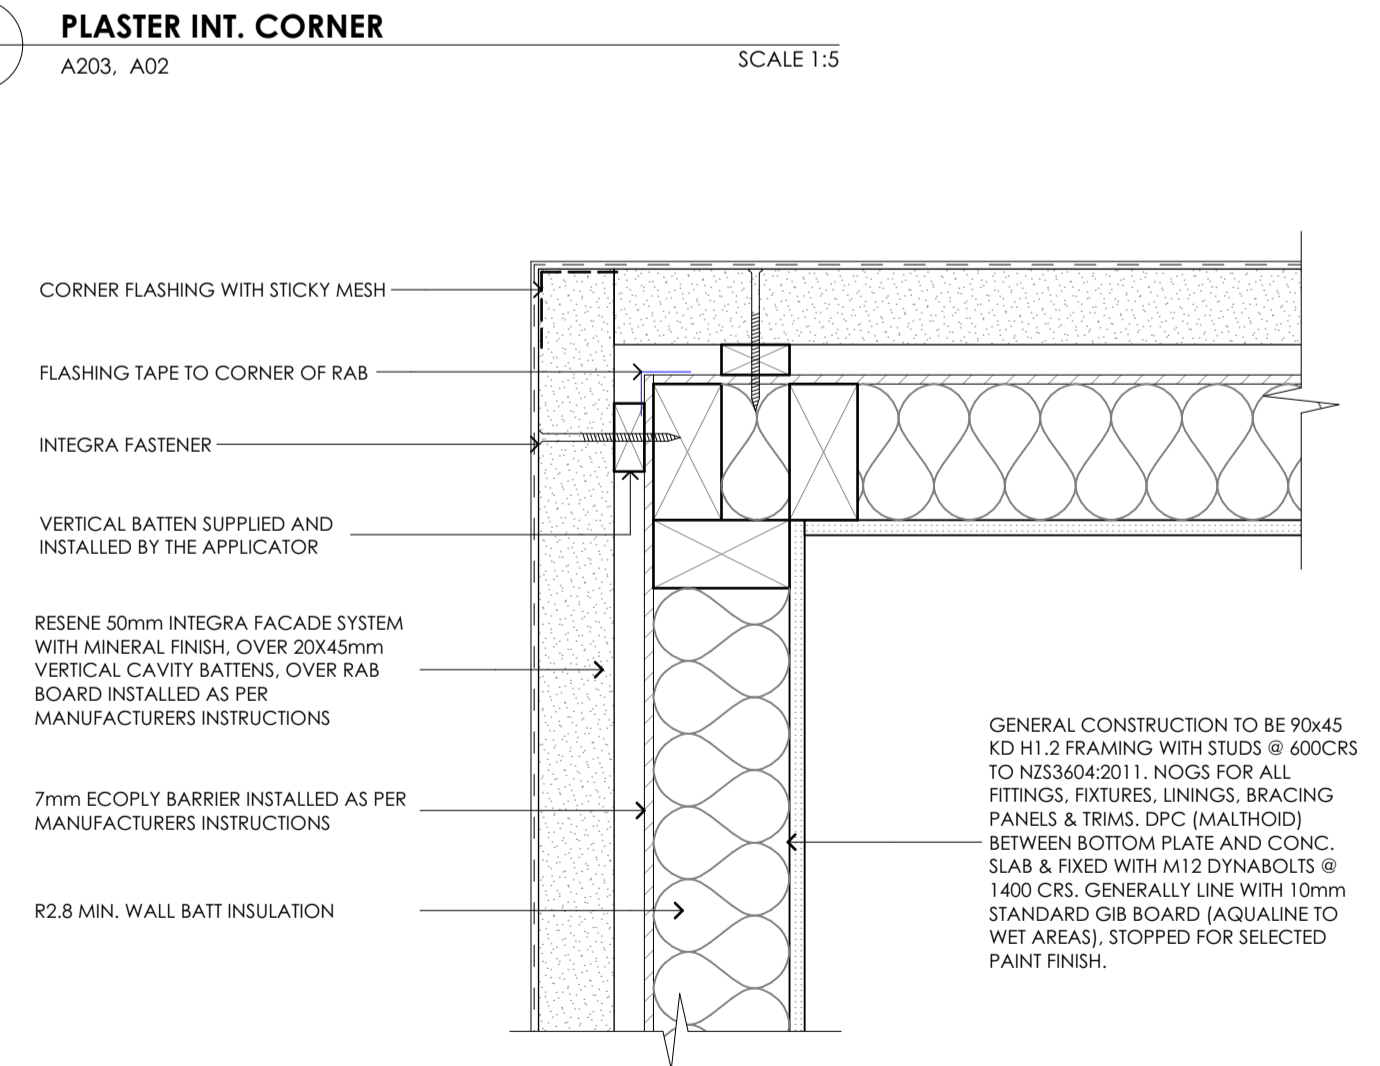 PLASTER INT. CORNER
A203, A02
SCALE 1:5
CORNER FLASHING WITH STICKY MESH
FLASHING TAPE TO CORNER OF RAB
INTEGRA FASTENER
VERTICAL BATTEN SUPPLIED AND
INSTALLED BY THE APPLICATOR
RESENE 50mm INTEGRA FACADE SYSTEM
WITH MINERAL FINISH, OVER 20X45mm
VERTICAL CAVITY BATTENS, OVER RAB
BOARD INSTALLED AS PER
MANUFACTURERS INSTRUCTIONS
7mm ECOPLY BARRIER INSTALLED AS PER
MANUFACTURERS INSTRUCTIONS
R2.8 MIN. WALL BATT INSULATION
GENERAL CONSTRUCTION TO BE 90x45
KD H1.2 FRAMING WITH STUDS @ 600CRS
TO NZS3604:2011. NOGS FOR ALL
FITTINGS, FIXTURES, LININGS, BRACING
PANELS & TRIMS. DPC (MALTHOID)
BETWEEN BOTTOM PLATE AND CONC.
SLAB & FIXED WITH M12 DYNABOLTS @
1400 CRS. GENERALLY LINE WITH 10mm
STANDARD GIB BOARD (AQUALINE TO
WET AREAS), STOPPED FOR SELECTED
PAINT FINISH.